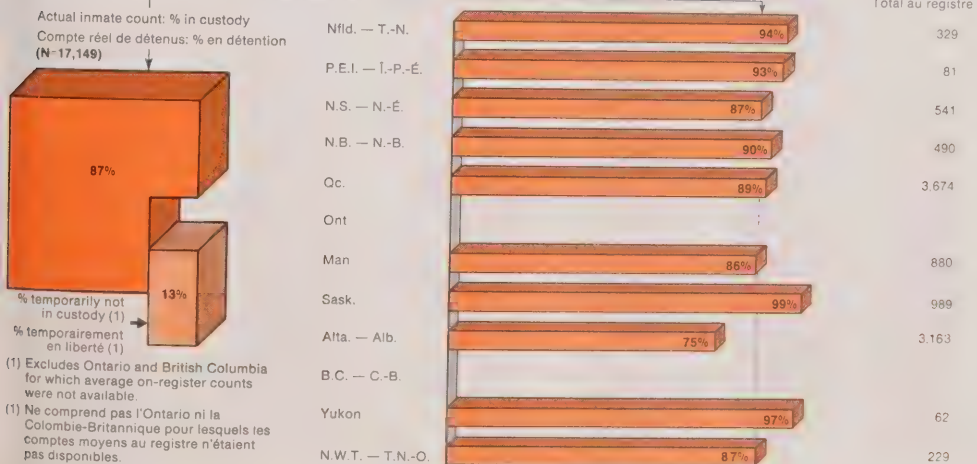 Total au registre
Actual inmate count: % in custody
Compte réel de détenus: % en détention
(N-17,149)
87%
13%
% temporarily not
in custody (1)
% temporairement
en liberté (1)
(1) Excludes Ontario and British Columbia
for which average on-register counts
were not available.
(1) Ne comprend pas l'Ontario ni la
Colombie-Britannique pour lesquels les
comptes moyens au registre n'étaient
pas disponibles.
Nfld. — T.-N. 94% 329
P.E.I. — Î.-P.-É. 93% 81
N.S. — N.-É. 87% 541
N.B. — N.-B. 90% 490
Qc. 89% 3,674
Ont
Man 86% 880
Sask. 99% 989
Alta. — Alb. 75% 3,163
B.C. — C.-B.
Yukon 97% 62
N.W.T. — T.N.-O. 87% 229